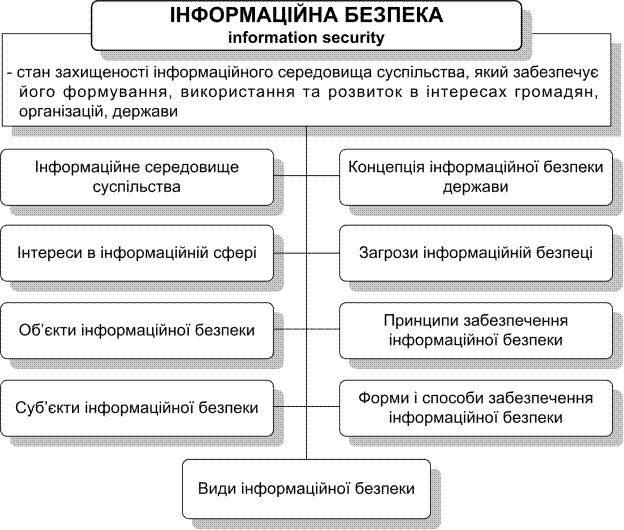 ІНФОРМАЦІЙНА БЕЗПЕКА
information security
- стан захищеності інформаційного середовища суспільства, який забезпечує
його формування, використання та розвиток в інтересах громадян,
організацій, держави
Інформаційне середовище
суспільства
Концепція інформаційної безпеки
держави
Інтереси в інформаційній сфері
Загрози інформаційній безпеці
Об’єкти інформаційної безпеки
Принципи забезпечення
інформаційної безпеки
Суб’єкти інформаційної безпеки
Форми і способи забезпечення
інформаційної безпеки
Види інформаційної безпеки